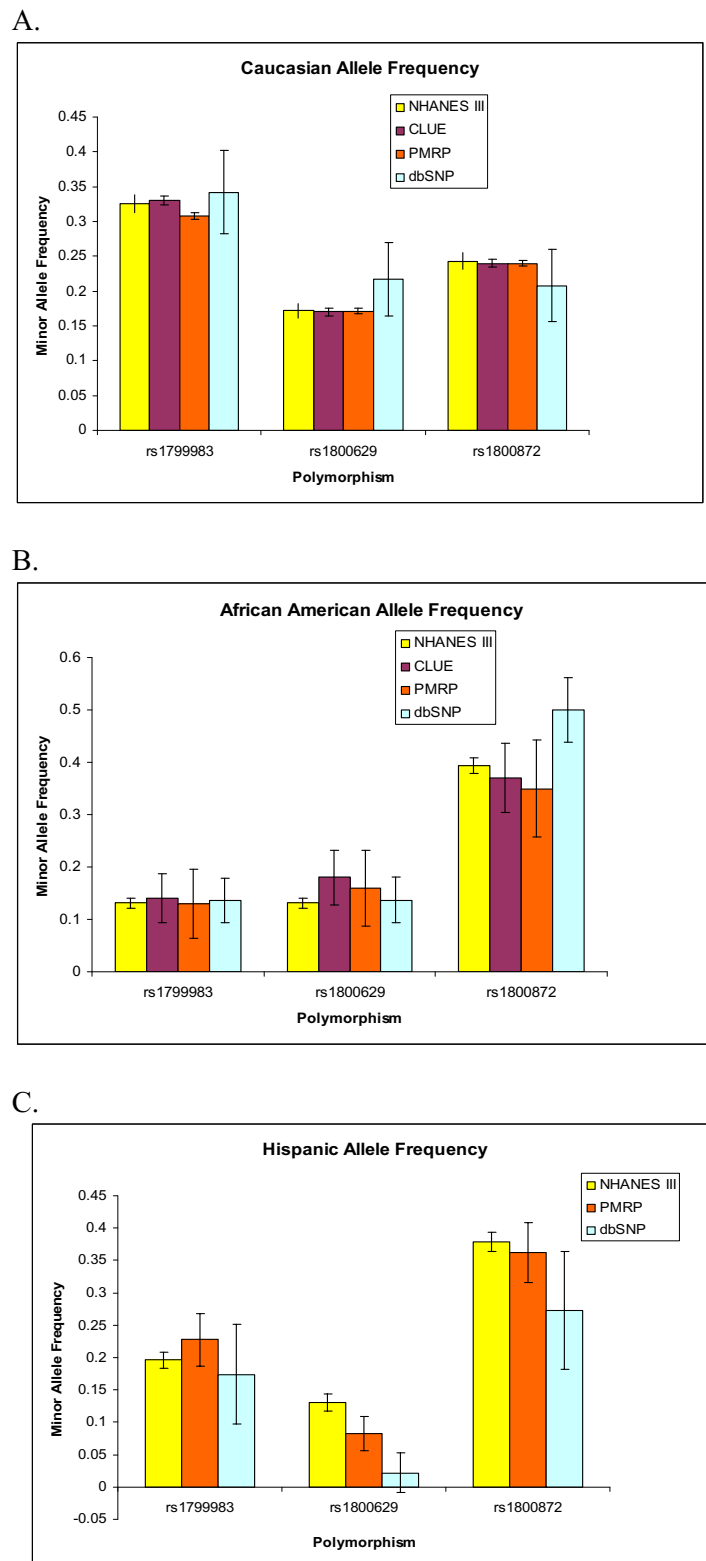 A.
Caucasian Allele Frequency
NHANES III
CLUE
PMRP
dbSNP
Minor Allele Frequency
0.45
0.4
0.35
0.3
0.25
0.2
0.15
0.1
0.05
0
rs1799983 rs1800629 rs1800872
Polymorphism
B.
African American Allele Frequency
NHANES III
CLUE
PMRP
dbSNP
Minor Allele Frequency
0.6
0.5
0.4
0.3
0.2
0.1
0
rs1799983 rs1800629 rs1800872
Polymorphism
C.
Hispanic Allele Frequency
NHANES III
PMRP
dbSNP
Minor Allele Frequency
0.45
0.4
0.35
0.3
0.25
0.2
0.15
0.1
0.05
0
-0.05
rs1799983 rs1800629 rs1800872
Polymorphism